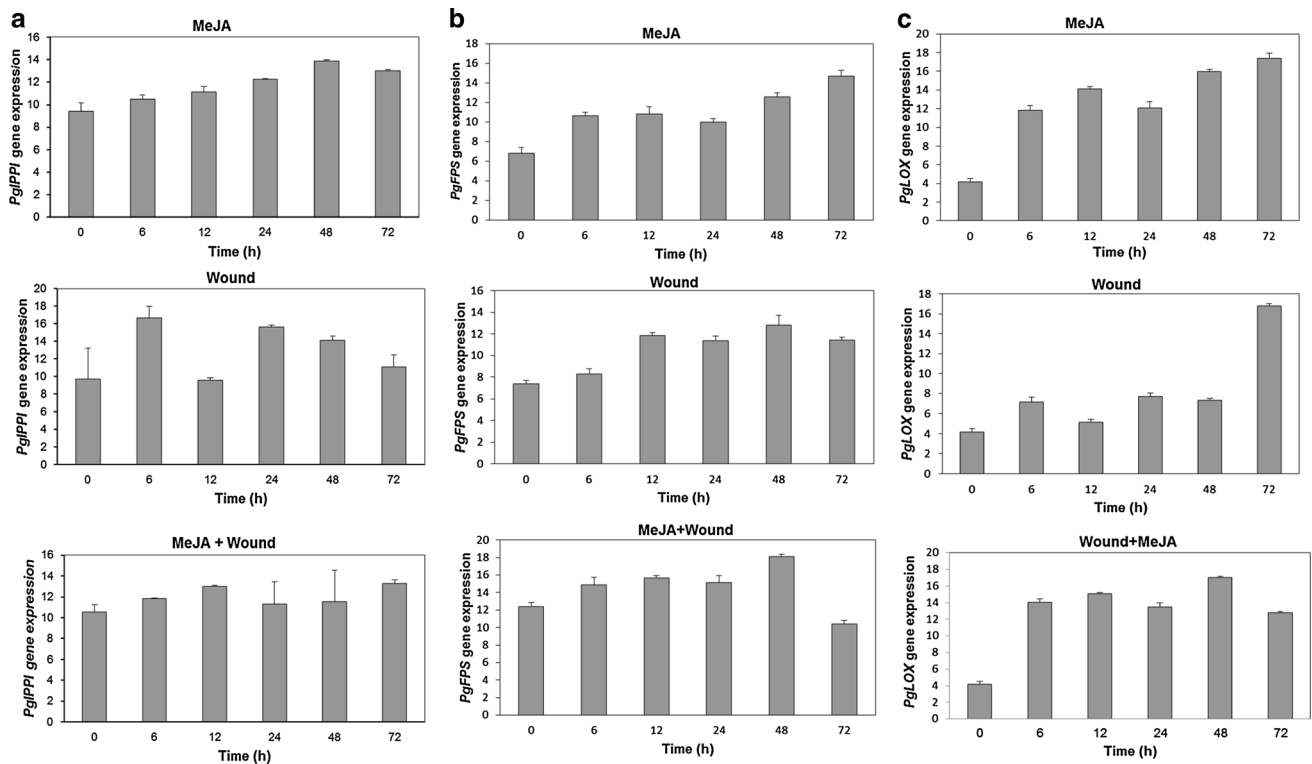 a
MeJA
PgIPPI gene expression
16
14
12
10
8
6
4
2
0
0 6 12 24 48 72
Time (h)
Wound
PgIPPI gene expression
20
18
16
14
12
10
8
6
4
2
0
0 6 12 24 48 72
Time (h)
MeJA + Wound
PgIPPI gene expression
16
14
12
10
8
6
4
2
0
0 6 12 24 48 72
Time (h)
b
MeJA
PgFPS gene expression
18
16
14
12
10
8
6
4
2
0
0 6 12 24 48 72
Time (h)
Wound
PgFPS gene expression
16
14
12
10
8
6
4
2
0
0 6 12 24 48 72
Time (h)
MeJA+Wound
PgFPS gene expression
20
18
16
14
12
10
8
6
4
2
0
0 6 12 24 48 72
Time (h)
c
MeJA
PgLOX gene expression
20
18
16
14
12
10
8
6
4
2
0
0 6 12 24 48 72
Time (h)
Wound
PgLOX gene expression
18
16
14
12
10
8
6
4
2
0
0 6 12 24 48 72
Time (h)
Wound+MeJA
PgLOX gene expression
20
18
16
14
12
10
8
6
4
2
0
0 6 12 24 48 72
Time (h)